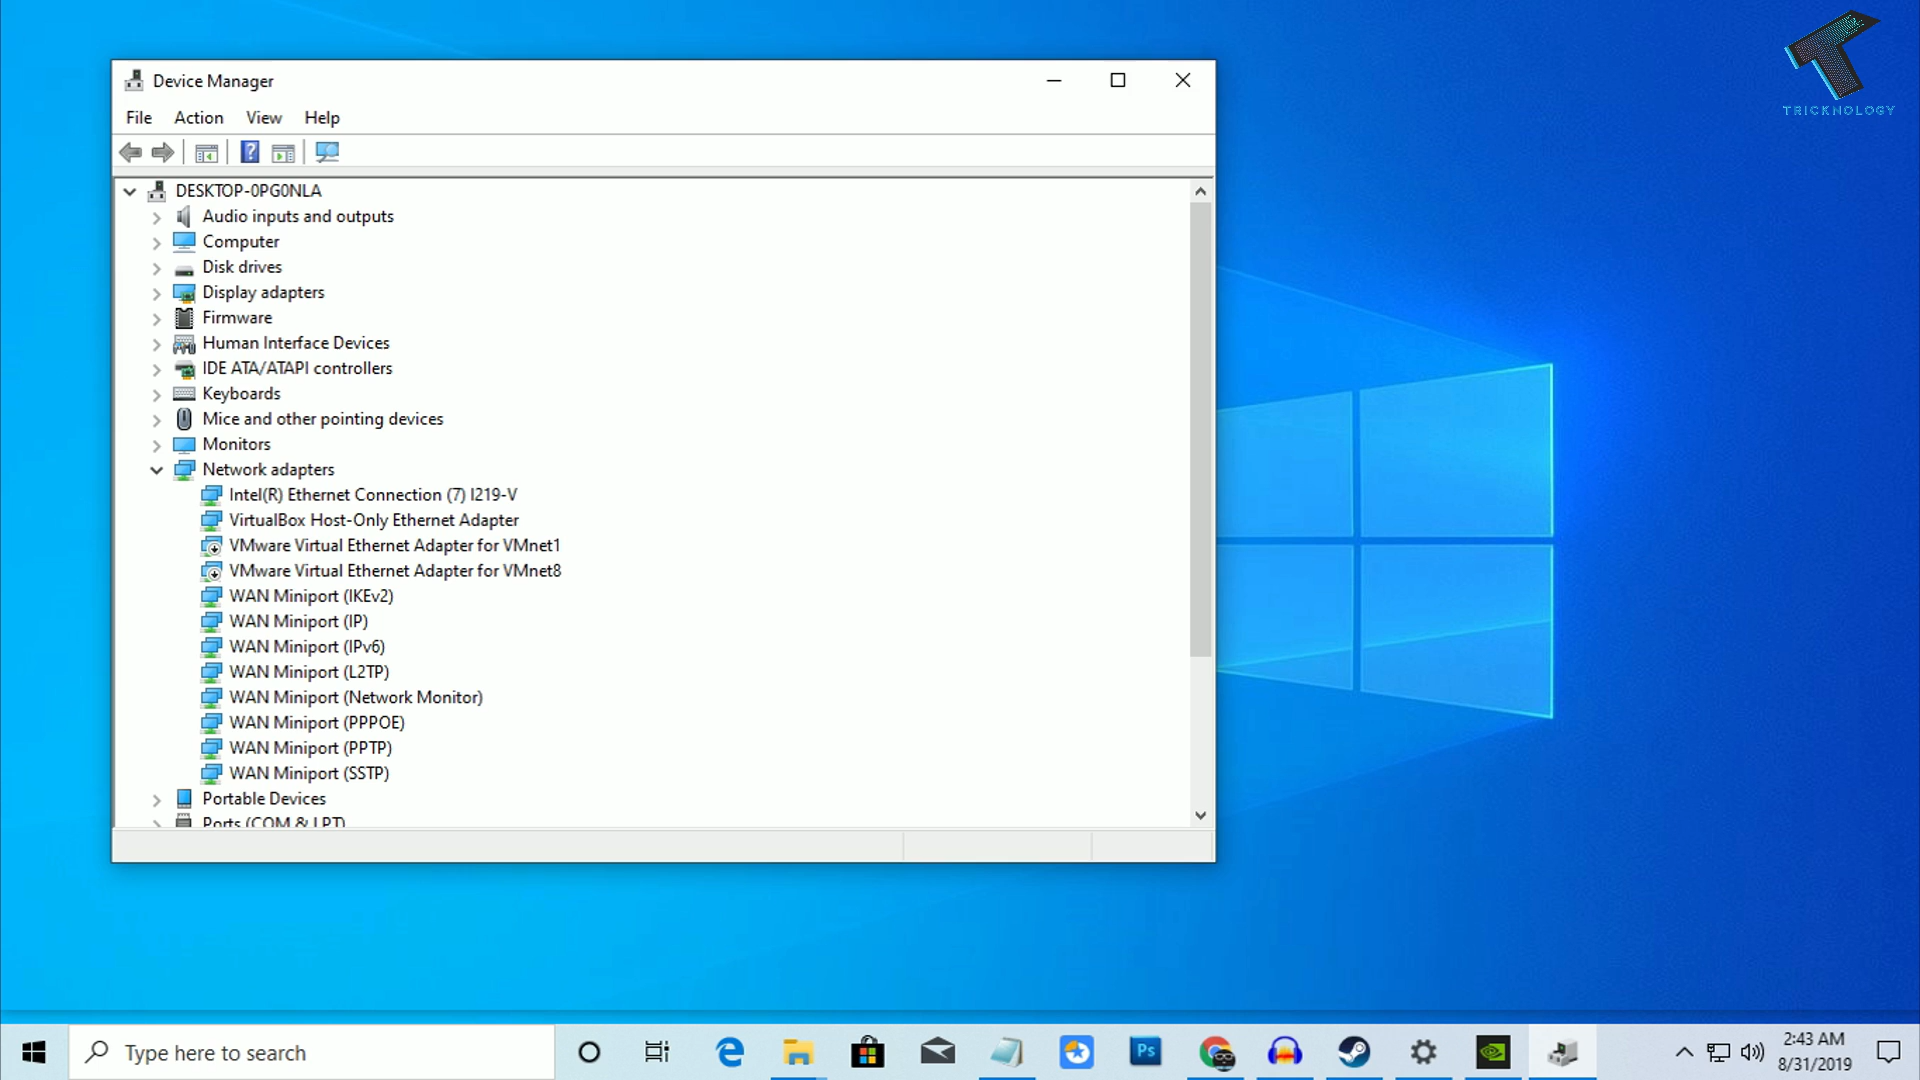 TRICKNOLOGY
Device Manager
File Action View Help
DESKTOP-0PG0NLA
Audio inputs and outputs
Computer
Disk drives
Display adapters
Firmware
Human Interface Devices
IDE ATA/ATAPI controllers
Keyboards
Mice and other pointing devices
Monitors
Network adapters
Intel(R) Ethernet Connection (7) I219-V
VirtualBox Host-Only Ethernet Adapter
VMware Virtual Ethernet Adapter for VMnet1
VMware Virtual Ethernet Adapter for VMnet8
WAN Miniport (IKEv2)
WAN Miniport (IP)
WAN Miniport (IPv6)
WAN Miniport (L2TP)
WAN Miniport (Network Monitor)
WAN Miniport (PPPOE)
WAN Miniport (PPTP)
WAN Miniport (SSTP)
Portable Devices
Ports (COM & LPT)
Type here to search
Ps
2:43 AM
8/31/2019